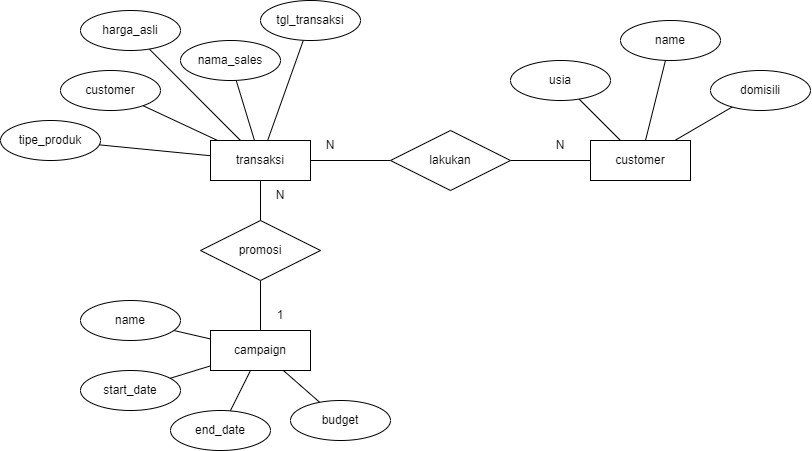 tgl_transaksi
harga_asli
name
nama_sales
usia
customer
domisili
tipe_produk
N
N
transaksi
lakukan
customer
N
promosi
1
name
campaign
start_date
budget
end_date